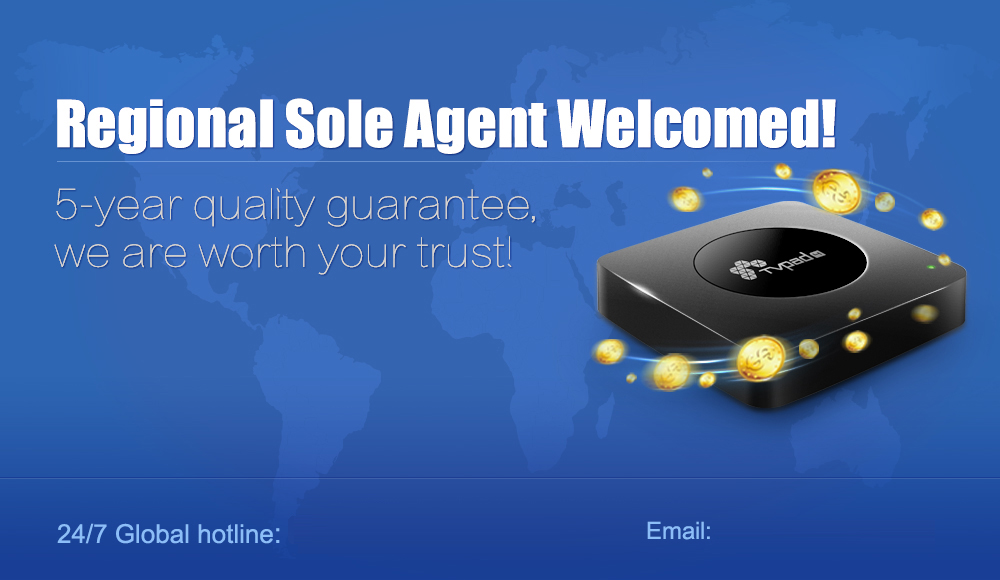 Regional Sole Agent Welcomed!
5-year quality guarantee,
we are worth your trust!
Tvpad
24/7 Global hotline:
Email: